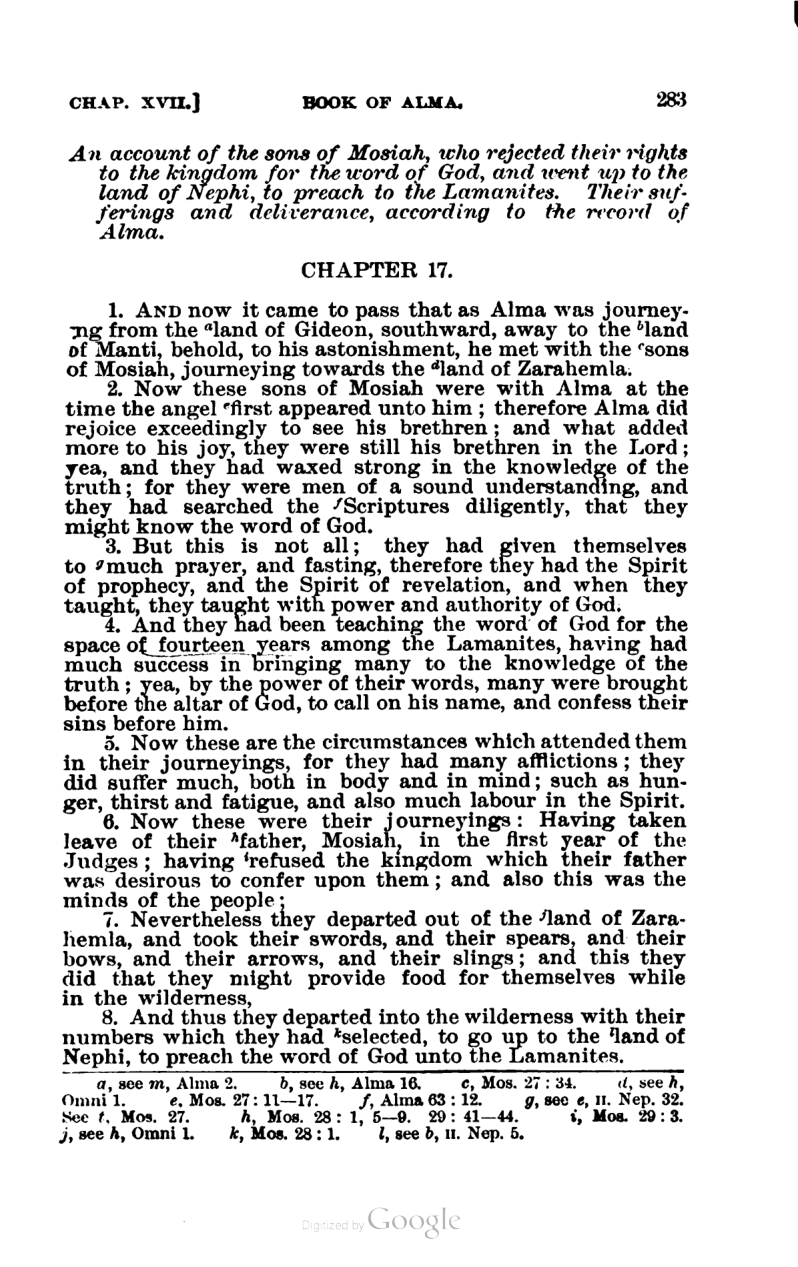 CHAP. XVII.] BOOK OF ALMA. 283
An account of the sons of Mosiah, who rejected their rights
to the kingdom for the word of God, and went up to the
land of Nephi, to preach to the Lamanites. Their suf-
ferings and deliverance, according to the record of
Alma.
CHAPTER 17.
1. AND now it came to pass that as Alma was journey-
ing from the ᵃland of Gideon, southward, away to the ᵇland
of Manti, behold, to his astonishment, he met with the ᶜsons
of Mosiah, journeying towards the ᵈland of Zarahemla.
2. Now these sons of Mosiah were with Alma at the
time the angel ᵉfirst appeared unto him ; therefore Alma did
rejoice exceedingly to see his brethren ; and what added
more to his joy, they were still his brethren in the Lord ;
yea, and they had waxed strong in the knowledge of the
truth ; for they were men of a sound understanding, and
they had searched the ᶠScriptures diligently, that they
might know the word of God.
3. But this is not all ; they had given themselves
to ᵍmuch prayer, and fasting, therefore they had the Spirit
of prophecy, and the Spirit of revelation, and when they
taught, they taught with power and authority of God.
4. And they had been teaching the word of God for the
space of fourteen years among the Lamanites, having had
much success in bringing many to the knowledge of the
truth ; yea, by the power of their words, many were brought
before the altar of God, to call on his name, and confess their
sins before him.
5. Now these are the circumstances which attended them
in their journeyings, for they had many afflictions ; they
did suffer much, both in body and in mind ; such as hun-
ger, thirst and fatigue, and also much labour in the Spirit.
6. Now these were their journeyings : Having taken
leave of their ʰfather, Mosiah, in the first year of the
Judges ; having ⁱrefused the kingdom which their father
was desirous to confer upon them ; and also this was the
minds of the people ;
7. Nevertheless they departed out of the ʲland of Zara-
hemla, and took their swords, and their spears, and their
bows, and their arrows, and their slings ; and this they
did that they might provide food for themselves while
in the wilderness,
8. And thus they departed into the wilderness with their
numbers which they had ᵏselected, to go up to the ˡland of
Nephi, to preach the word of God unto the Lamanites.
a, see m, Alma 2. b, see h, Alma 16. c, Mos. 27 : 34. d, see h,
Omni 1. e, Mos. 27 : 11—17. f, Alma 63 : 12. g, see e, II. Nep. 32.
See t, Mos. 27. h, Mos. 28 : 1, 5—9. 29 : 41—44. i, Mos. 29 : 3.
j, see h, Omni 1. k, Mos. 28 : 1. l, see b, II. Nep. 5.
Digitized by Google